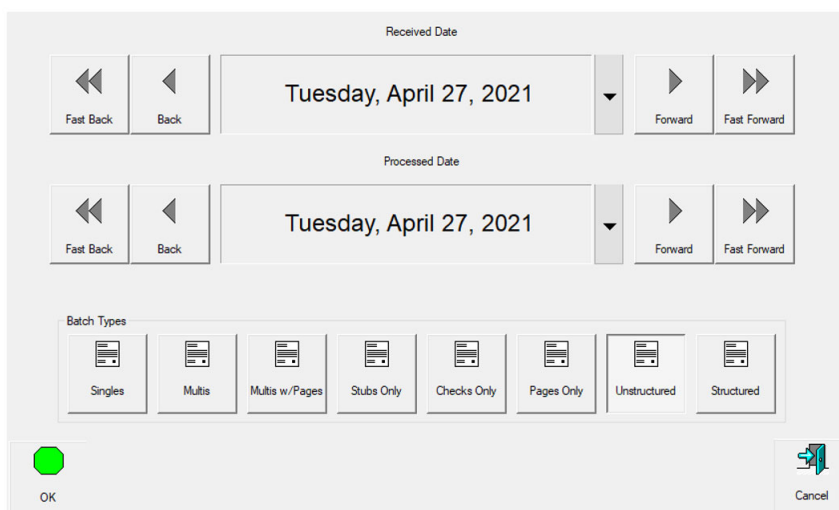 Received Date
Fast Back Back Tuesday, April 27, 2021 Forward Fast Forward
Processed Date
Fast Back Back Tuesday, April 27, 2021 Forward Fast Forward
Batch Types
Singles Multis Multis w/Pages Stubs Only Checks Only Pages Only Unstructured Structured
OK Cancel